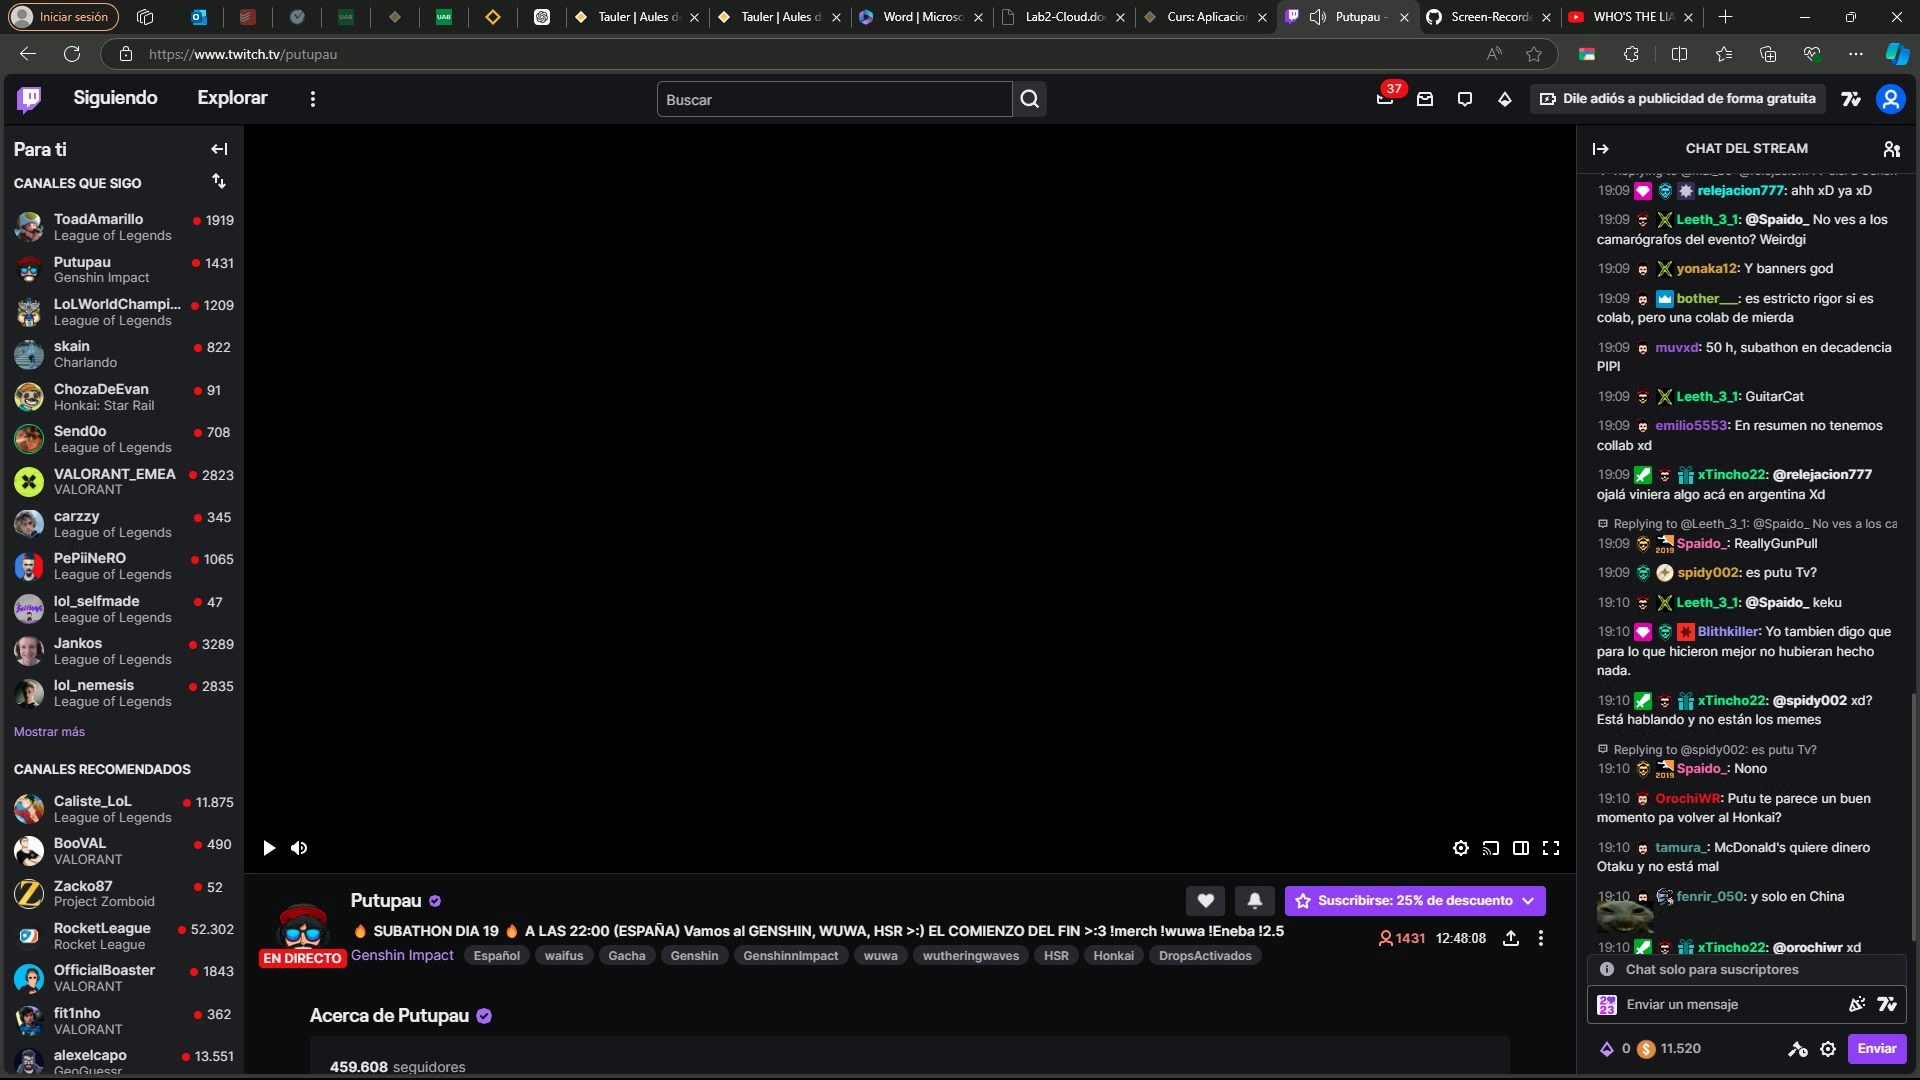 Iniciar sesión
Tauler | Aules d
Tauler | Aules d
Word | Microso
Lab2-Cloud.do
Curs: Aplicacio
Putupau -
Screen-Record
WHO'S THE LIA
https://www.twitch.tv/putupau
Siguiendo
Explorar
Buscar
37
Dile adiós a publicidad de forma gratuita
Para ti
CANALES QUE SIGO
ToadAmarillo
1919
League of Legends
Putupau
1431
Genshin Impact
LoLWorldChampi...
1209
League of Legends
skain
822
Charlando
ChozaDeEvan
91
Honkai: Star Rail
Send0o
708
League of Legends
VALORANT_EMEA
2823
VALORANT
carzzy
345
League of Legends
PePiiNeRO
1065
League of Legends
lol_selfmade
47
League of Legends
Jankos
3289
League of Legends
lol_nemesis
2835
League of Legends
Mostrar más
CANALES RECOMENDADOS
Caliste_LoL
11.875
League of Legends
BooVAL
490
VALORANT
Zacko87
52
Project Zomboid
RocketLeague
52.302
Rocket League
OfficialBoaster
1843
VALORANT
fit1nho
362
VALORANT
alexelcapo
13.551
GeoGuessr
EN DIRECTO
Putupau
🔥 SUBATHON DIA 19 🔥 A LAS 22:00 (ESPAÑA) Vamos al GENSHIN, WUWA, HSR >:) EL COMIENZO DEL FIN >:3 !merch !wuwa !Eneba !2.5
Genshin Impact
Español
waifus
Gacha
Genshin
GenshinnImpact
wuwa
wutheringwaves
HSR
Honkai
DropsActivados
Suscribirse: 25% de descuento
1431
12:48:08
Acerca de Putupau
459.608 seguidores
CHAT DEL STREAM
19:09 relejacion777: ahh xD ya xD
19:09 Leeth_3_1: @Spaido_ No ves a los
camarógrafos del evento? Weirdgi
19:09 yonaka12: Y banners god
19:09 bother___: es estricto rigor si es
colab, pero una colab de mierda
19:09 muvxd: 50 h, subathon en decadencia
PIPI
19:09 Leeth_3_1: GuitarCat
19:09 emilio5553: En resumen no tenemos
collab xd
19:09 xTincho22: @relejacion777
ojalá viniera algo acá en argentina Xd
Replying to @Leeth_3_1: @Spaido_ No ves a los ca
19:09 Spaido_: ReallyGunPull
19:09 spidy002: es putu Tv?
19:10 Leeth_3_1: @Spaido_ keku
19:10 Blithkiller: Yo tambien digo que
para lo que hicieron mejor no hubieran hecho
nada.
19:10 xTincho22: @spidy002 xd?
Está hablando y no están los memes
Replying to @spidy002: es putu Tv?
19:10 Spaido_: Nono
19:10 OrochiWR: Putu te parece un buen
momento pa volver al Honkai?
19:10 tamura_: McDonald's quiere dinero
Otaku y no está mal
19:10 fenrir_050: y solo en China
19:10 xTincho22: @orochiwr xd
Chat solo para suscriptores
Enviar un mensaje
0
11.520
Enviar